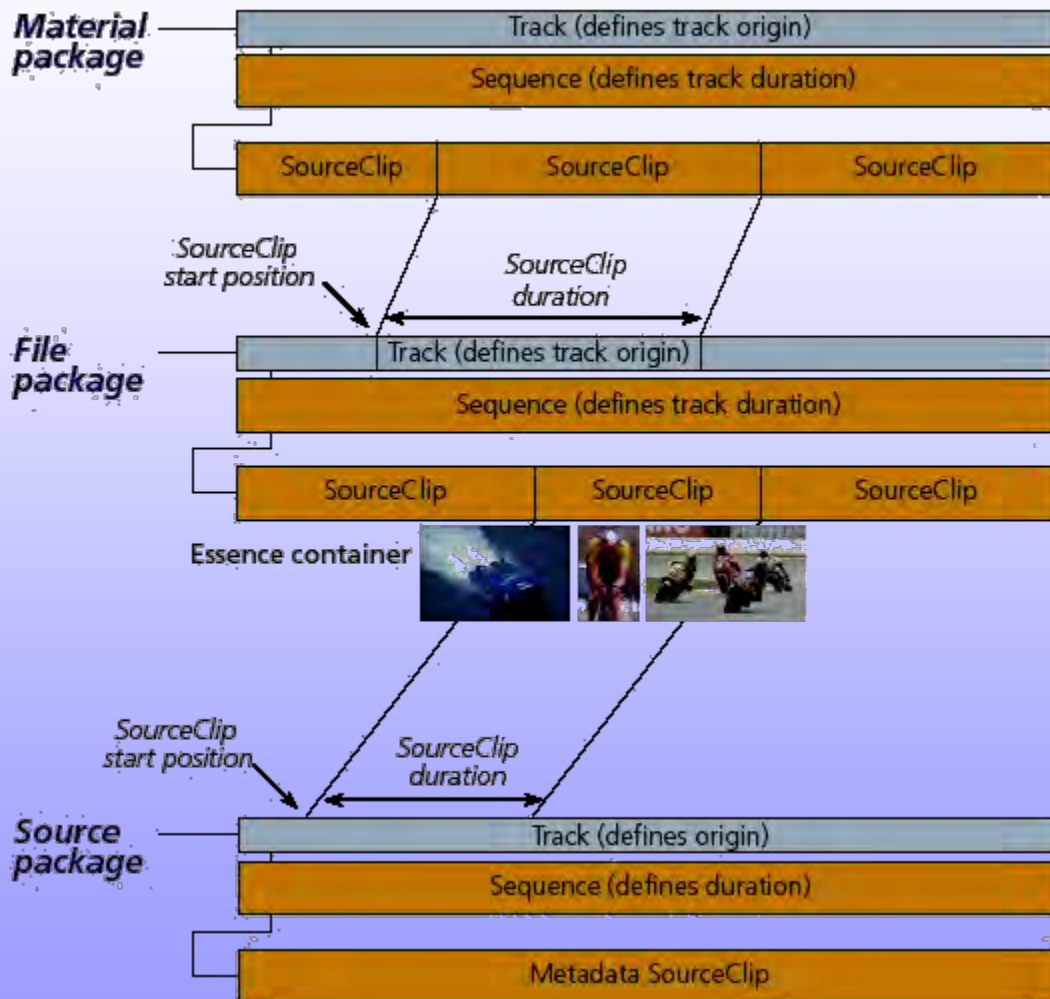 Material
package
Track (defines track origin)
Sequence (defines track duration)
SourceClip
SourceClip
SourceClip
SourceClip
start position
SourceClip
duration
File
package
Track (defines track origin)
Sequence (defines track duration)
SourceClip
SourceClip
SourceClip
Essence container
SourceClip
start position
SourceClip
duration
Source
package
Track (defines origin)
Sequence (defines duration)
Metadata SourceClip